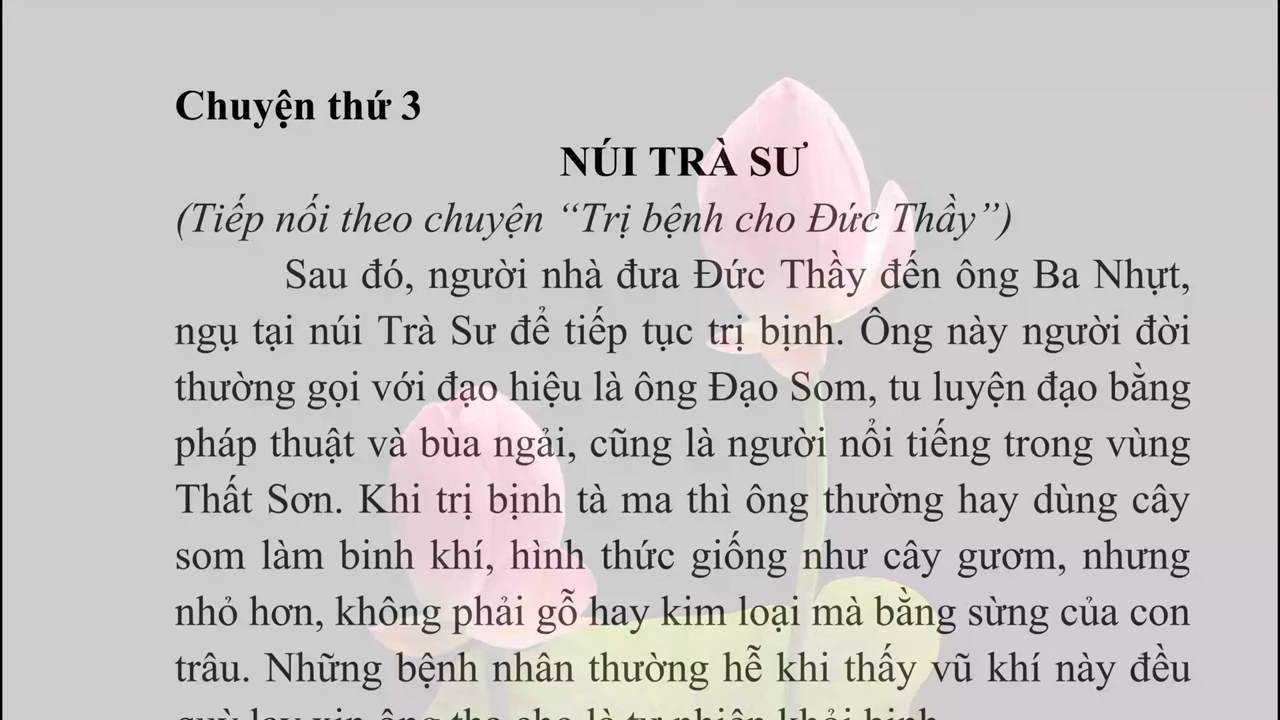 Chuyện thứ 3
NÚI TRÀ SƯ
(Tiếp nối theo chuyện “Trị bệnh cho Đức Thầy”)
Sau đó, người nhà đưa Đức Thầy đến ông Ba Nhựt,
ngụ tại núi Trà Sư để tiếp tục trị bịnh. Ông này người đời
thường gọi với đạo hiệu là ông Đạo Som, tu luyện đạo bằng
pháp thuật và bùa ngải, cũng là người nổi tiếng trong vùng
Thất Sơn. Khi trị bịnh tà ma thì ông thường hay dùng cây
som làm binh khí, hình thức giống như cây gươm, nhưng
nhỏ hơn, không phải gỗ hay kim loại mà bằng sừng của con
trâu. Những bệnh nhân thường hễ khi thấy vũ khí này đều